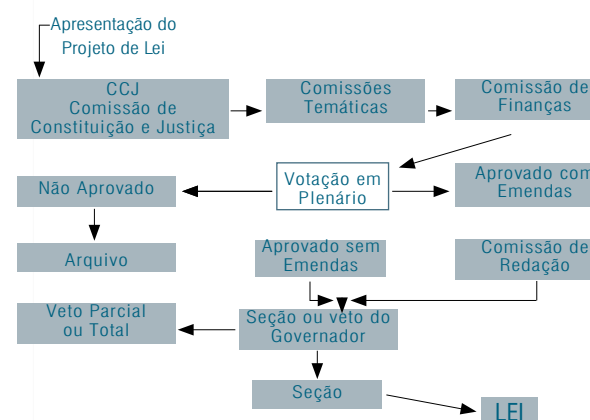 Apresentação do
Projeto de Lei
CCJ
Comissão de
Constituição e Justiça
Comissões
Temáticas
Comissão de
Finanças
Não Aprovado
Votação em
Plenário
Aprovado com
Emendas
Arquivo
Aprovado sem
Emendas
Comissão de
Redação
Veto Parcial
ou Total
Seção ou veto do
Governador
Seção
LEI